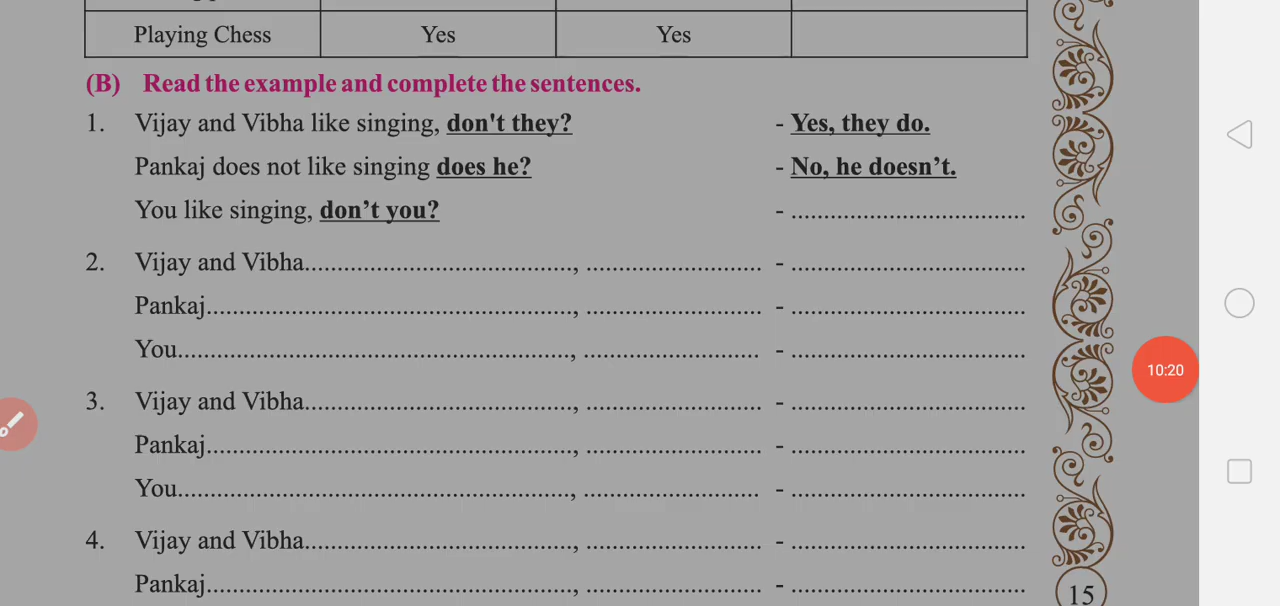 Playing Chess Yes Yes
(B) Read the example and complete the sentences.
1. Vijay and Vibha like singing, don't they? - Yes, they do.
Pankaj does not like singing does he? - No, he doesn’t.
You like singing, don’t you? - ....................................
2. Vijay and Vibha.........................................., ........................... - ....................................
Pankaj........................................................., ........................... - ....................................
You............................................................., ........................... - ....................................
3. Vijay and Vibha.........................................., ........................... - ....................................
Pankaj........................................................., ........................... - ....................................
You............................................................., ........................... - ....................................
4. Vijay and Vibha.........................................., ........................... - ....................................
Pankaj........................................................., ........................... - ....................................
10:20
15